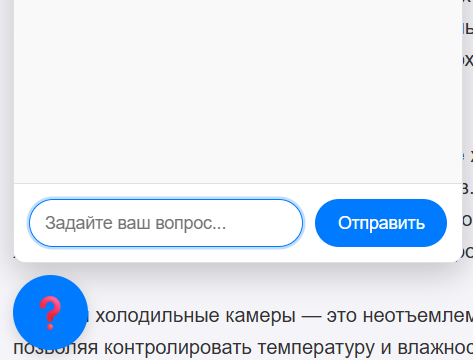 Задайте ваш вопрос...
Отправить
❓
холодильные камеры — это неотъемлем
позволяя контролировать температуру и влажнос